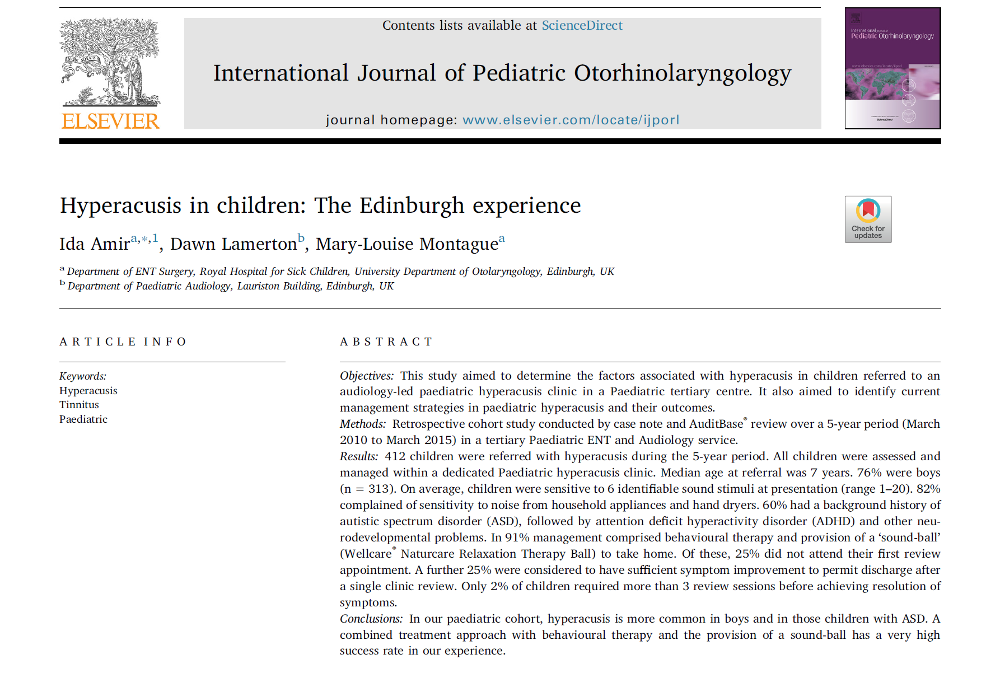 Contents lists available at ScienceDirect
International Journal of Pediatric Otorhinolaryngology
journal homepage: www.elsevier.com/locate/ijporl
NON SOLUS
ELSEVIER
International Journal of
Pediatric Otorhinolaryngology
www.elsevier.com/locate/ijporl
ScienceDirect
Hyperacusis in children: The Edinburgh experience
Check for
updates
Ida Amir a,*,1, Dawn Lamerton b, Mary-Louise Montague a
a Department of ENT Surgery, Royal Hospital for Sick Children, University Department of Otolaryngology, Edinburgh, UK
b Department of Paediatric Audiology, Lauriston Building, Edinburgh, UK
ARTICLE INFO
Keywords:
Hyperacusis
Tinnitus
Paediatric
ABSTRACT
Objectives: This study aimed to determine the factors associated with hyperacusis in children referred to an
audiology-led paediatric hyperacusis clinic in a Paediatric tertiary centre. It also aimed to identify current
management strategies in paediatric hyperacusis and their outcomes.
Methods: Retrospective cohort study conducted by case note and AuditBase® review over a 5-year period (March
2010 to March 2015) in a tertiary Paediatric ENT and Audiology service.
Results: 412 children were referred with hyperacusis during the 5-year period. All children were assessed and
managed within a dedicated Paediatric hyperacusis clinic. Median age at referral was 7 years. 76% were boys
(n = 313). On average, children were sensitive to 6 identifiable sound stimuli at presentation (range 1–20). 82%
complained of sensitivity to noise from household appliances and hand dryers. 60% had a background history of
autistic spectrum disorder (ASD), followed by attention deficit hyperactivity disorder (ADHD) and other neu-
rodevelopmental problems. In 91% management comprised behavioural therapy and provision of a ‘sound-ball’
(Wellcare® Naturcare Relaxation Therapy Ball) to take home. Of these, 25% did not attend their first review
appointment. A further 25% were considered to have sufficient symptom improvement to permit discharge after
a single clinic review. Only 2% of children required more than 3 review sessions before achieving resolution of
symptoms.
Conclusions: In our paediatric cohort, hyperacusis is more common in boys and in those children with ASD. A
combined treatment approach with behavioural therapy and the provision of a sound-ball has a very high
success rate in our experience.